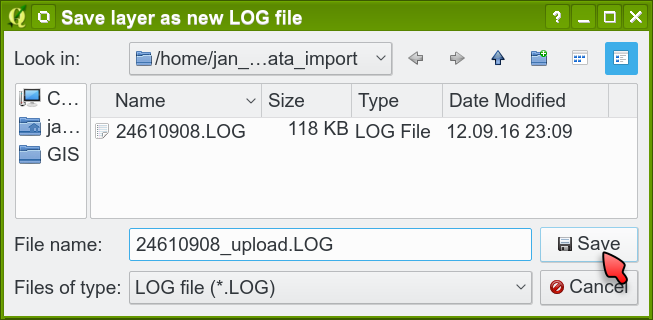 Save layer as new LOG file
Look in: /home/jan_...ata_import
Name Size Type Date Modified
C...
ja...
GIS
24610908.LOG 118 KB LOG File 12.09.16 23:09
File name: 24610908_upload.LOG Save
Files of type: LOG file (*.LOG) Cancel